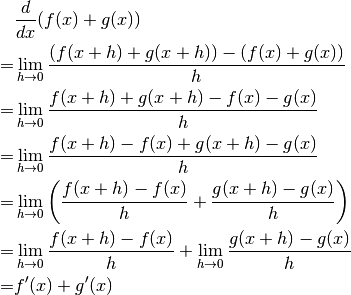 d/dx (f(x) + g(x))
= lim_{h→0} ((f(x + h) + g(x + h)) − (f(x) + g(x))) / h
= lim_{h→0} (f(x + h) + g(x + h) − f(x) − g(x)) / h
= lim_{h→0} (f(x + h) − f(x) + g(x + h) − g(x)) / h
= lim_{h→0} ( (f(x + h) − f(x)) / h + (g(x + h) − g(x)) / h )
= lim_{h→0} (f(x + h) − f(x)) / h + lim_{h→0} (g(x + h) − g(x)) / h
= f′(x) + g′(x)